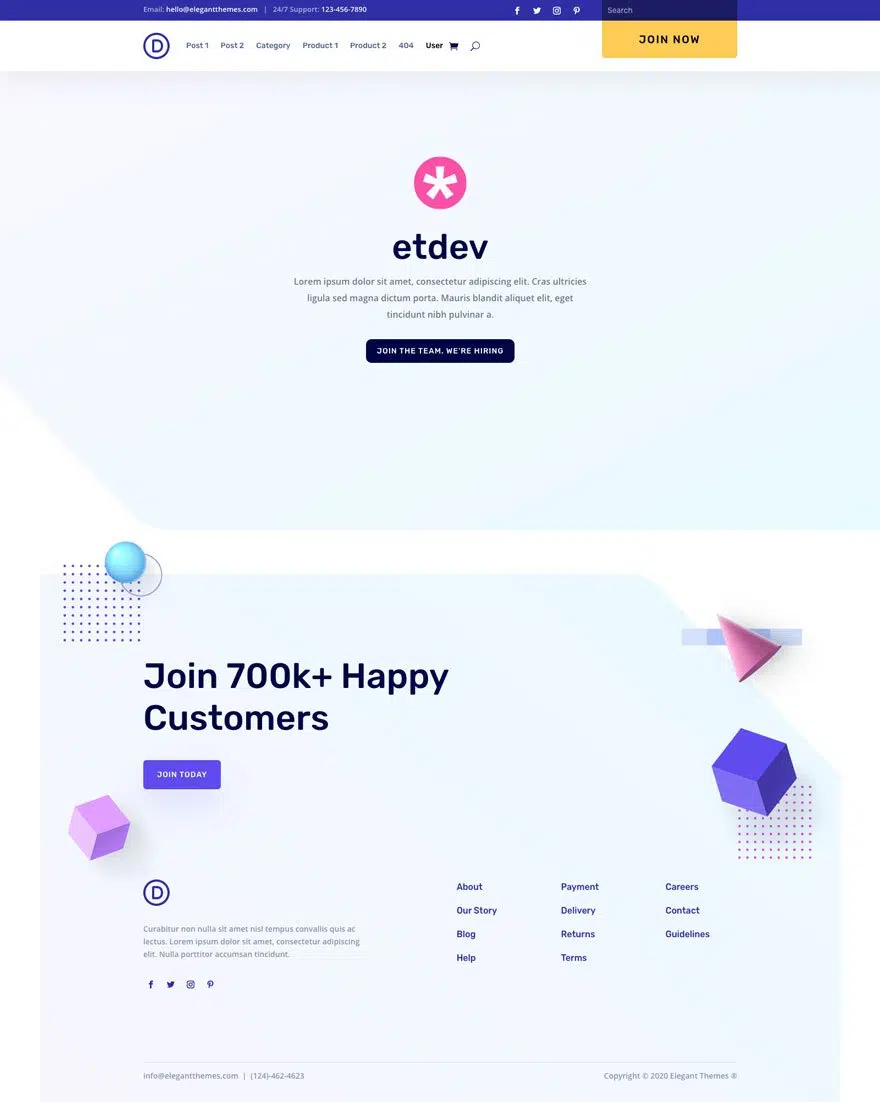 Email: hello@elegantthemes.com | 24/7 Support: 123-456-7890
Search
D
Post 1 Post 2 Category Product 1 Product 2 404 User
JOIN NOW
etdev
Lorem ipsum dolor sit amet, consectetur adipiscing elit. Cras ultricies
ligula sed magna dictum porta. Mauris blandit aliquet elit, eget
tincidunt nibh pulvinar a.
JOIN THE TEAM, WE'RE HIRING
Join 700k+ Happy
Customers
JOIN TODAY
D
Curabitur non nulla sit amet nisl tempus convallis quis ac
lectus. Lorem ipsum dolor sit amet, consectetur adipiscing
elit. Nulla porttitor accumsan tincidunt.
About Payment Careers
Our Story Delivery Contact
Blog Returns Guidelines
Help Terms
info@elegantthemes.com | (124)-462-4623
Copyright © 2020 Elegant Themes ®